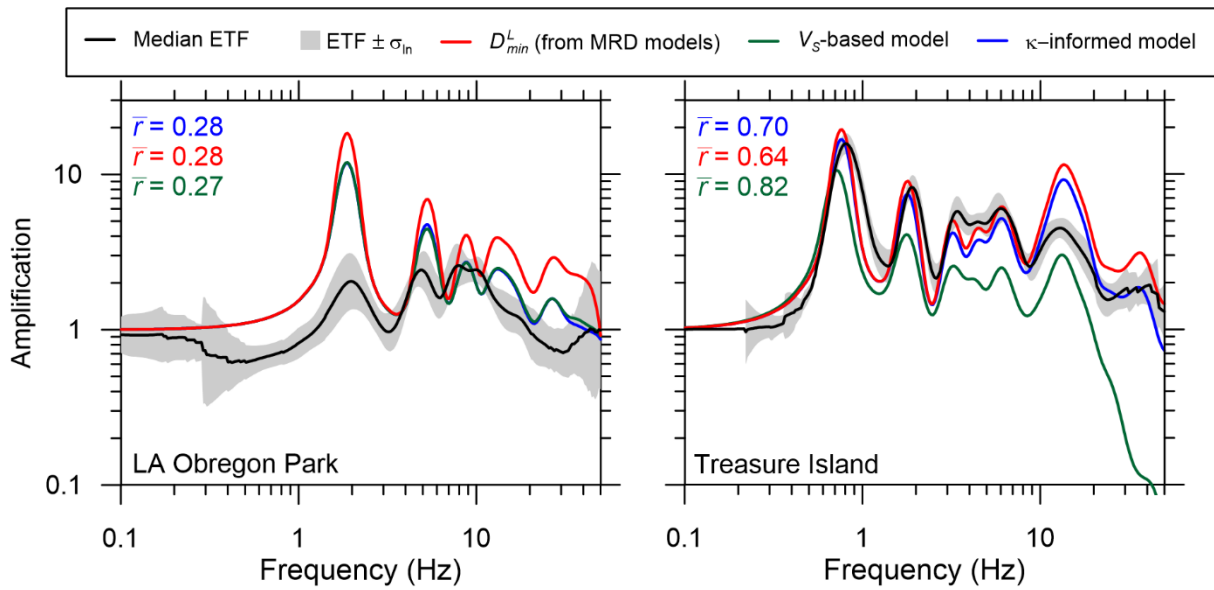 Median ETF ETF ± σln D^L_min (from MRD models) VS-based model κ–informed model
r̅ = 0.28
r̅ = 0.28
r̅ = 0.27
LA Obregon Park
r̅ = 0.70
r̅ = 0.64
r̅ = 0.82
Treasure Island
Amplification
10
1
0.1
0.1 1 10
0.1 1 10
Frequency (Hz)
Frequency (Hz)